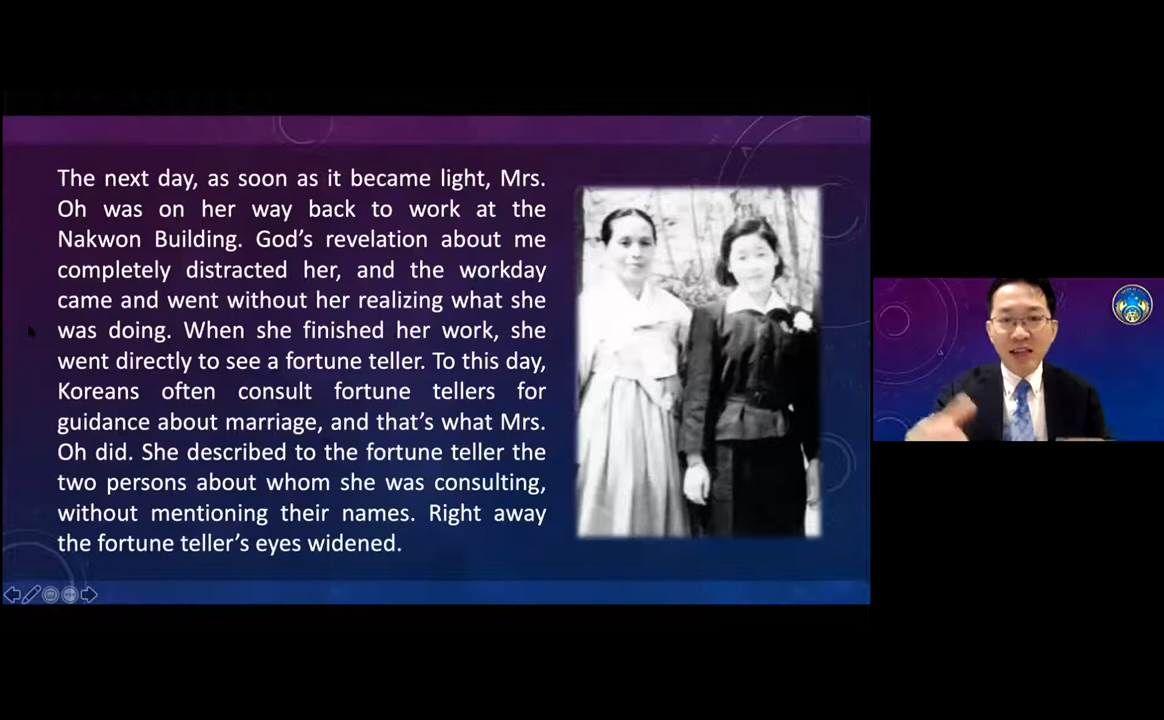 The next day, as soon as it became light, Mrs.
Oh was on her way back to work at the
Nakwon Building. God's revelation about me
completely distracted her, and the workday
came and went without her realizing what she
was doing. When she finished her work, she
went directly to see a fortune teller. To this day,
Koreans often consult fortune tellers for
guidance about marriage, and that's what Mrs.
Oh did. She described to the fortune teller the
two persons about whom she was consulting,
without mentioning their names. Right away
the fortune teller's eyes widened.